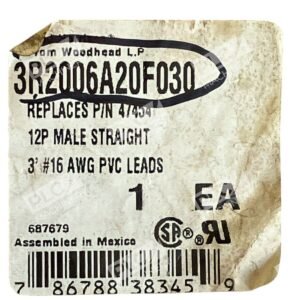 Woodhead L.P.
3R2006A20F030
REPLACES P/N 47454
12P MALE STRAIGHT
3' #16 AWG PVC LEADS
1 EA
687679
Assembled in Mexico
7 86788 38345 9